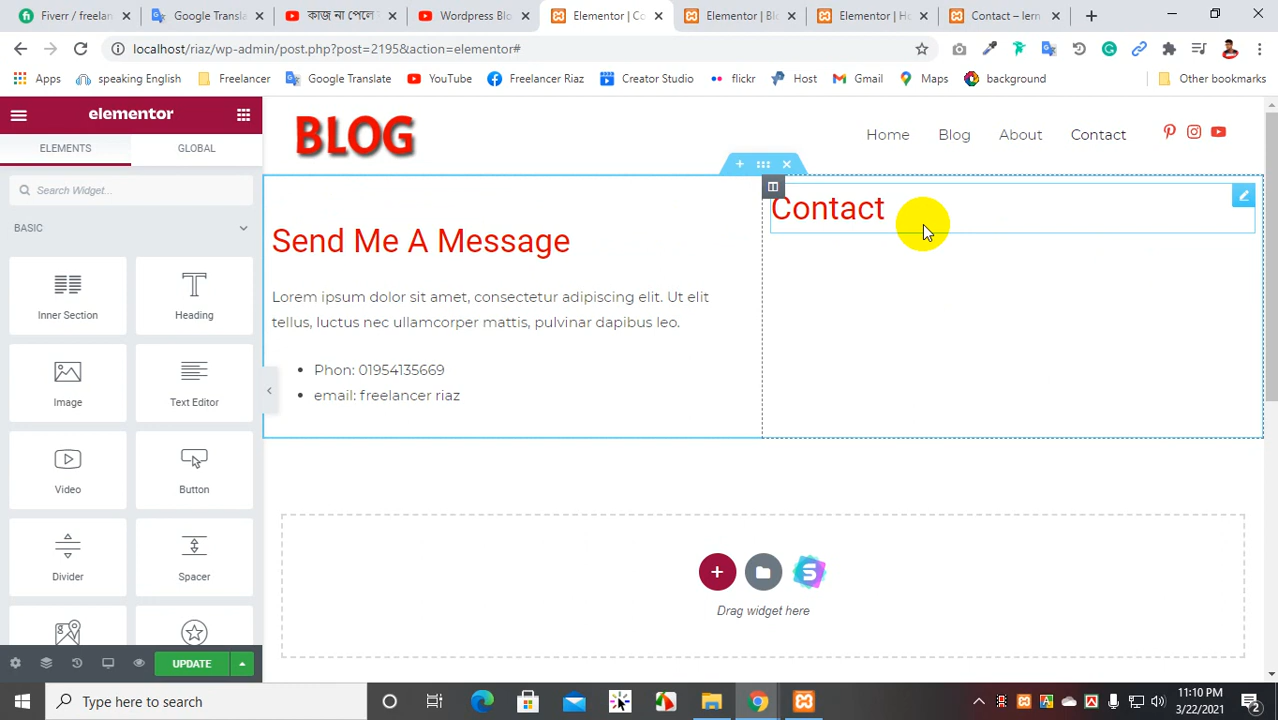 Fiverr / freelan
Google Transla
কাজ না পেলে
Wordpress Blo
Elementor | Co
Elementor | Blo
Elementor | Ho
Contact – lern
localhost/riaz/wp-admin/post.php?post=2195&action=elementor#
Apps
speaking English
Freelancer
Google Translate
YouTube
Freelancer Riaz
Creator Studio
flickr
Host
Gmail
Maps
background
Other bookmarks
elementor
ELEMENTS
GLOBAL
Search Widget...
BASIC
Inner Section
Heading
Image
Text Editor
Video
Button
Divider
Spacer
UPDATE
BLOG
Home
Blog
About
Contact
Send Me A Message
Lorem ipsum dolor sit amet, consectetur adipiscing elit. Ut elit
tellus, luctus nec ullamcorper mattis, pulvinar dapibus leo.
Phon: 01954135669
email: freelancer riaz
Contact
Drag widget here
Type here to search
11:10 PM
3/22/2021
2